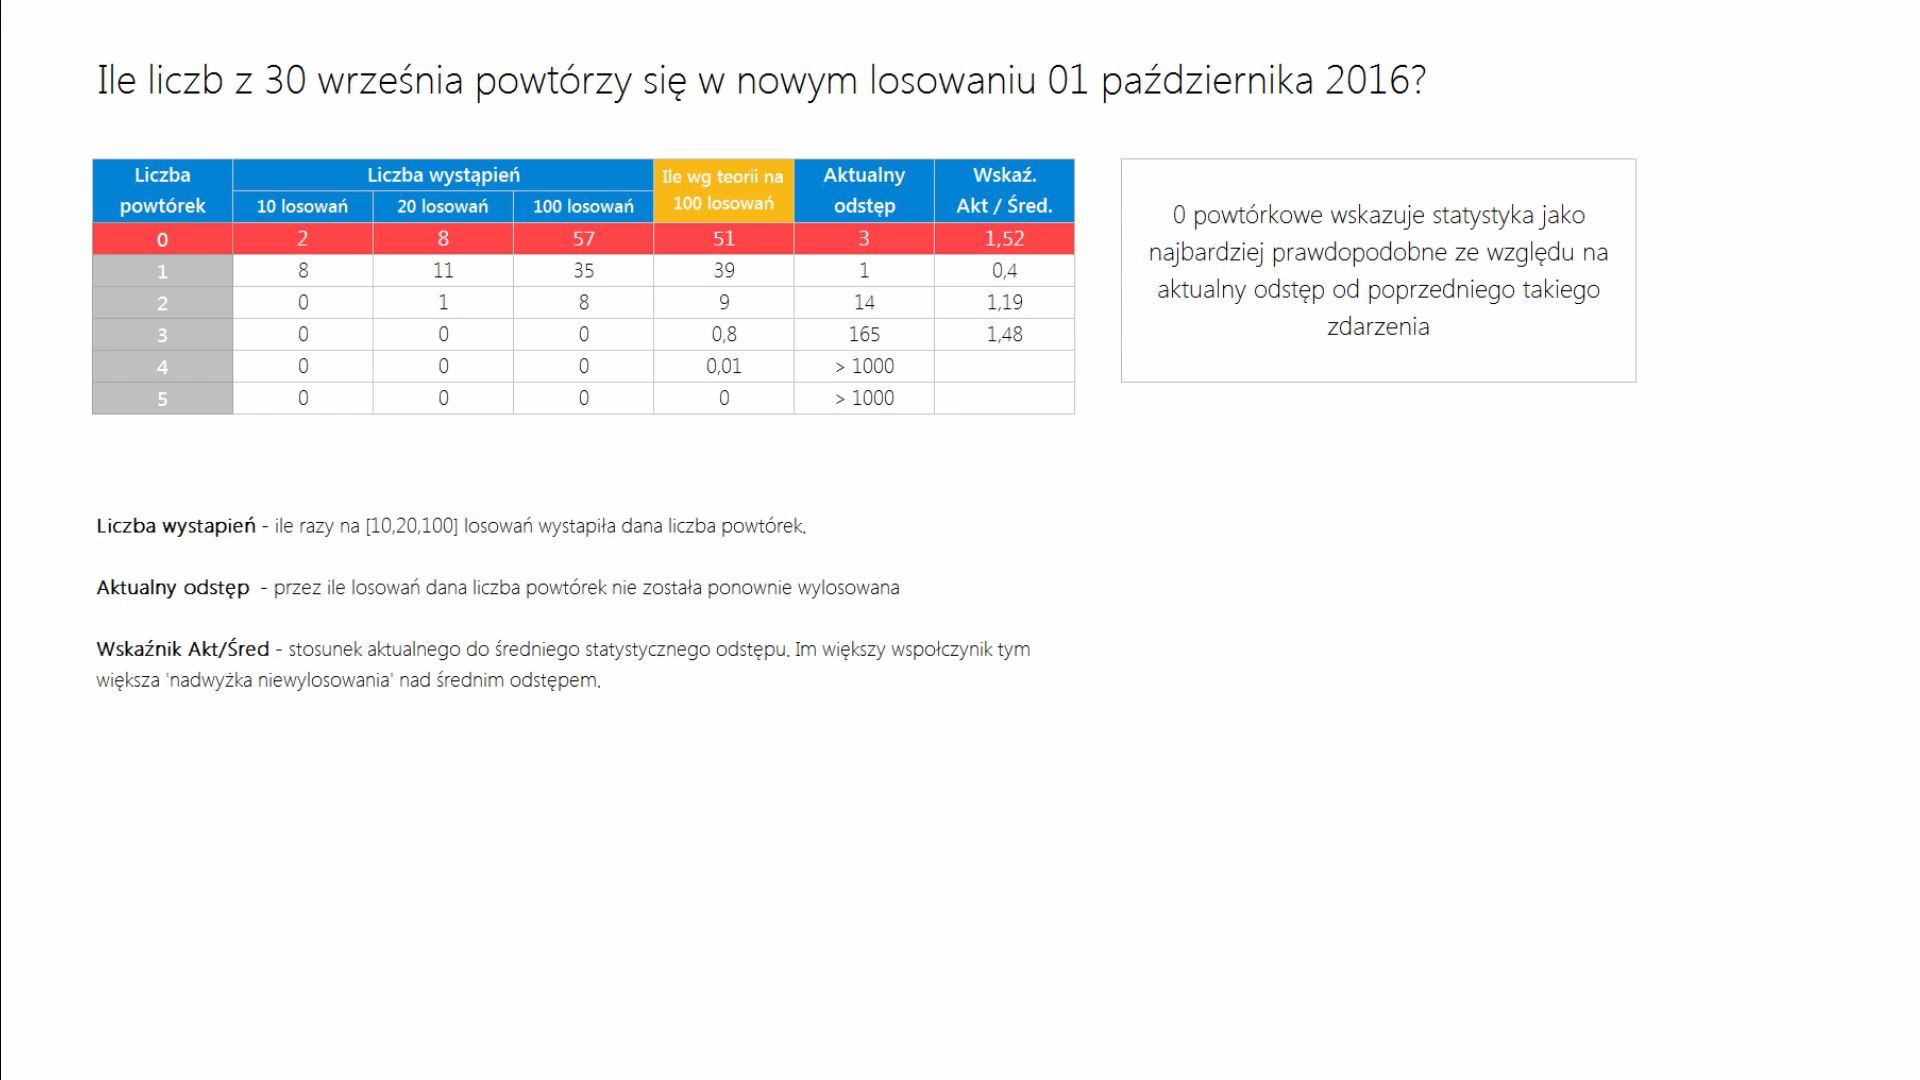 Ile liczb z 30 września powtórzy się w nowym losowaniu 01 października 2016?
Liczba powtórek Liczba wystąpień Ile wg teorii na 100 losowań Aktualny odstęp Wskaź. Akt / Śred.
10 losowań 20 losowań 100 losowań
0 2 8 57 51 3 1,52
1 8 11 35 39 1 0,4
2 0 1 8 9 14 1,19
3 0 0 0 0,8 165 1,48
4 0 0 0 0,01 > 1000
5 0 0 0 0 > 1000
0 powtórkowe wskazuje statystyka jako
najbardziej prawdopodobne ze względu na
aktualny odstęp od poprzedniego takiego
zdarzenia
Liczba wystapień - ile razy na [10,20,100] losowań wystapiła dana liczba powtórek.
Aktualny odstęp - przez ile losowań dana liczba powtórek nie została ponownie wylosowana
Wskaźnik Akt/Śred - stosunek aktualnego do średniego statystycznego odstępu. Im większy wspołczynik tym
większa 'nadwyżka niewylosowania' nad średnim odstępem.